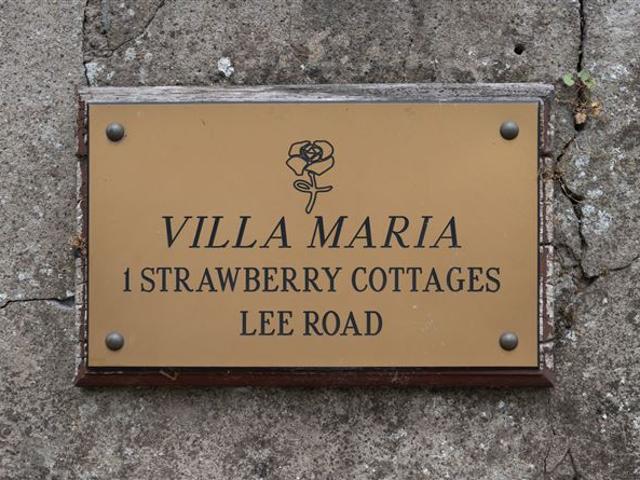 VILLA MARIA
1 STRAWBERRY COTTAGES
LEE ROAD